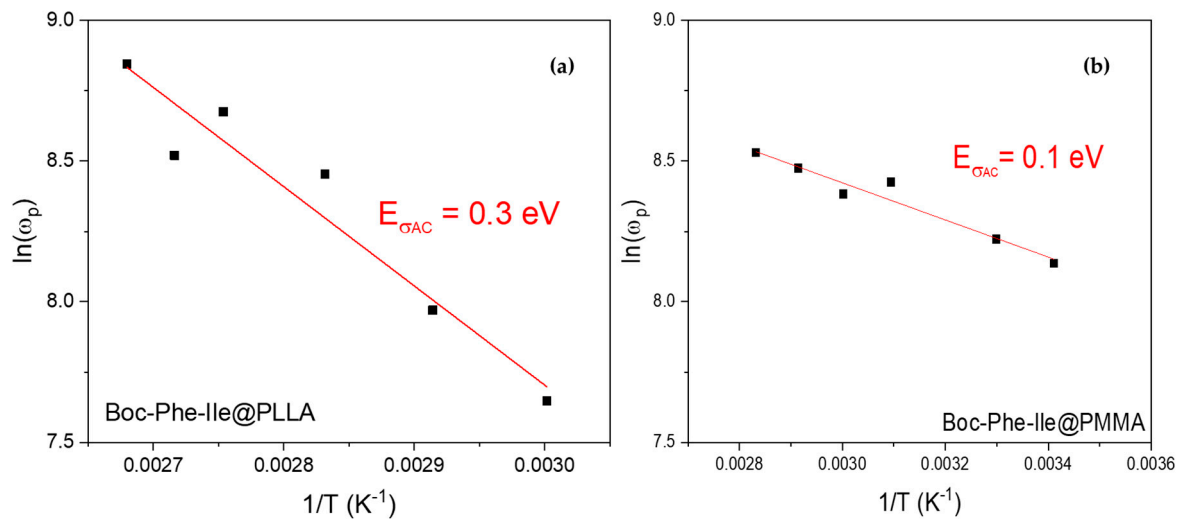 (a)
9.0
8.5
8.0
7.5
ln(ωp)
E_σAC = 0.3 eV
Boc-Phe-Ile@PLLA
0.0027 0.0028 0.0029 0.0030
1/T (K⁻¹)
(b)
9.0
8.5
8.0
7.5
ln(ωp)
E_σAC = 0.1 eV
Boc-Phe-Ile@PMMA
0.0028 0.0030 0.0032 0.0034 0.0036
1/T (K⁻¹)